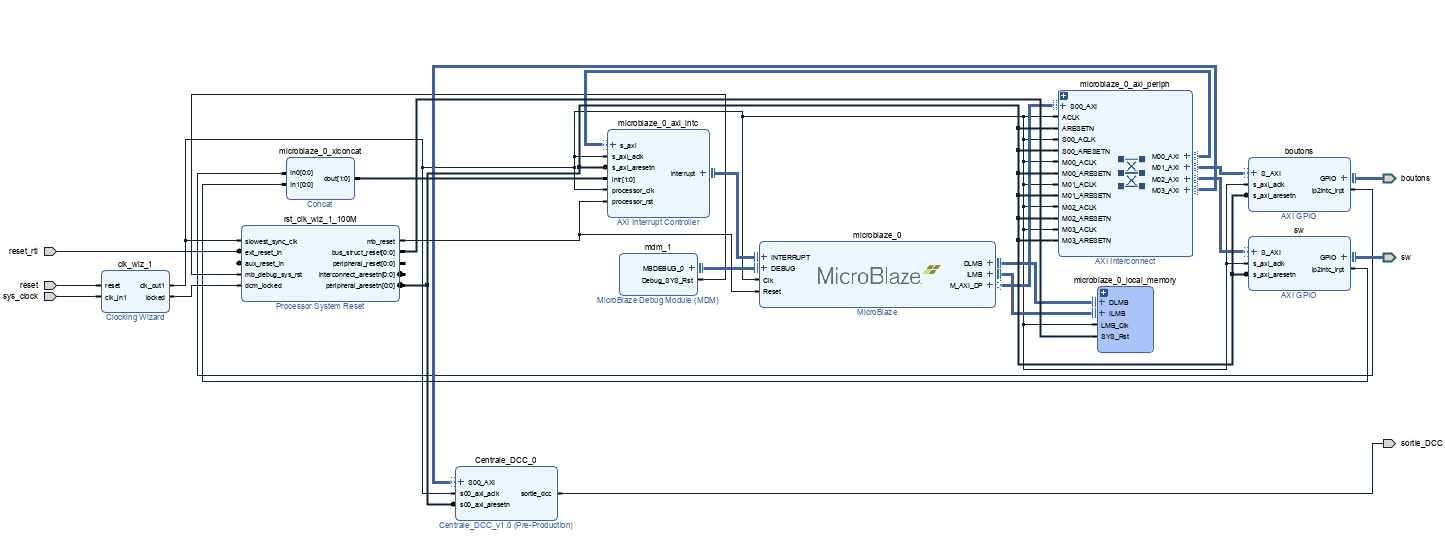 microblaze_0_axi_periph
S00_AXI
ACLK
ARESETN
S00_ACLK
S00_ARESETN
M00_ACLK
M00_ARESETN
M01_ACLK
M01_ARESETN
M02_ACLK
M02_ARESETN
M03_ACLK
M03_ARESETN
M00_AXI
M01_AXI
M02_AXI
M03_AXI
AXI Interconnect
microblaze_0_axi_intc
s_axi
s_axi_aclk
s_axi_aresetn
intr[1:0]
processor_clk
processor_rst
interrupt
AXI Interrupt Controller
microblaze_0_xlconcat
In0[0:0]
In1[0:0]
dout[1:0]
Concat
boutons
S_AXI
s_axi_aclk
s_axi_aresetn
GPIO
ip2intc_irpt
AXI GPIO
boutons
rst_clk_wiz_1_100M
slowest_sync_clk
ext_reset_in
aux_reset_in
mb_debug_sys_rst
dcm_locked
mb_reset
bus_struct_reset[0:0]
peripheral_reset[0:0]
interconnect_aresetn[0:0]
peripheral_aresetn[0:0]
Processor System Reset
reset_rtl
reset
sys_clock
clk_wiz_1
reset
clk_in1
clk_out1
locked
Clocking Wizard
mdm_1
MBDEBUG_0
Debug_SYS_Rst
MicroBlaze Debug Module (MDM)
microblaze_0
INTERRUPT
DEBUG
Clk
Reset
MicroBlaze
DLMB
ILMB
M_AXI_DP
MicroBlaze
sw
S_AXI
s_axi_aclk
s_axi_aresetn
GPIO
ip2intc_irpt
AXI GPIO
sw
microblaze_0_local_memory
DLMB
ILMB
LMB_Clk
SYS_Rst
sortie_DCC
Centrale_DCC_0
S00_AXI
s00_axi_aclk
s00_axi_aresetn
sortie_dcc
Centrale_DCC_v1.0 (Pre-Production)